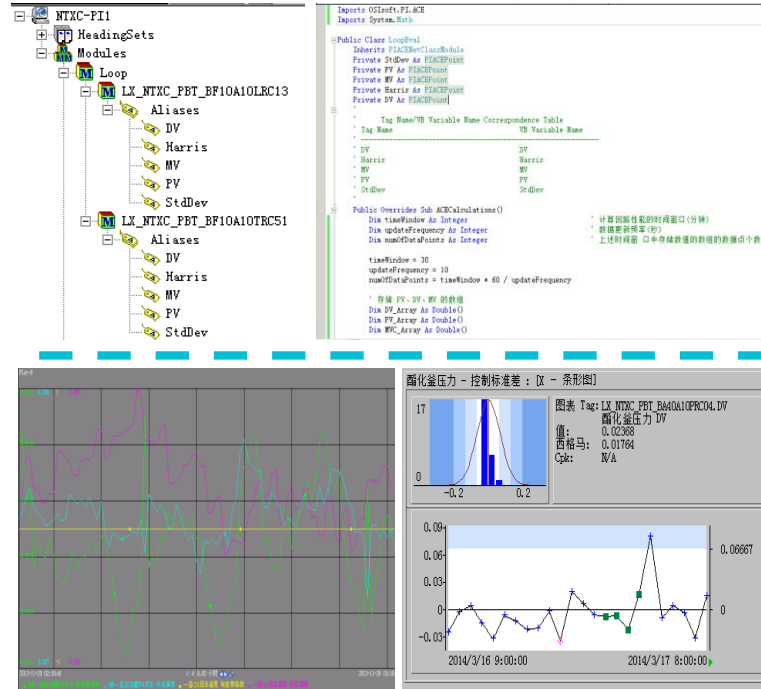 NTXC-PI1
HeadingSets
Modules
Loop
LX_NTXC_PBT_BF10A10LRC13
Aliases
DV
Harris
MV
PV
StdDev
LX_NTXC_PBT_BF10A10TRC51
Aliases
DV
Harris
MV
PV
StdDev
Imports OSIsoft.PI.ACE
Imports System.Math
Public Class LoopEval
Inherits PIACENetClassModule
Private StdDev As PIACEPoint
Private PV As PIACEPoint
Private MV As PIACEPoint
Private Harris As PIACEPoint
Private DV As PIACEPoint
'
' Tag Name/VB Variable Name Correspondence Table
' Tag Name VB Variable Name
' ------------------------------------------------------------
' DV DV
' Harris Harris
' MV MV
' PV PV
' StdDev StdDev
'
Public Overrides Sub ACECalculations()
Dim timeWindow As Integer ' 计算回路性能的时间窗口(分钟)
Dim updateFrequency As Integer ' 数据更新频率(秒)
Dim numOfDataPoints As Integer ' 上述时间窗 口中存储数值的数组的数据点个数
timeWindow = 30
updateFrequency = 10
numOfDataPoints = timeWindow * 60 / updateFrequency
' 存储 PV、DV、MV 的数组
Dim DV_Array As Double()
Dim PV_Array As Double()
Dim MVC_Array As Double()
酯化釜压力 - 控制标准差 : [X - 条形图]
17
0
-0.2 0.2
图表 Tag: LX_NTXC_PBT_BA40A10PRC04.DV
酯化釜压力 DV
值: 0.02368
西格马: 0.01764
Cpk: N/A
0.09
0.06
0.03
0
-0.03
0.06667
0
2014/3/16 9:00:00 2014/3/17 8:00:00